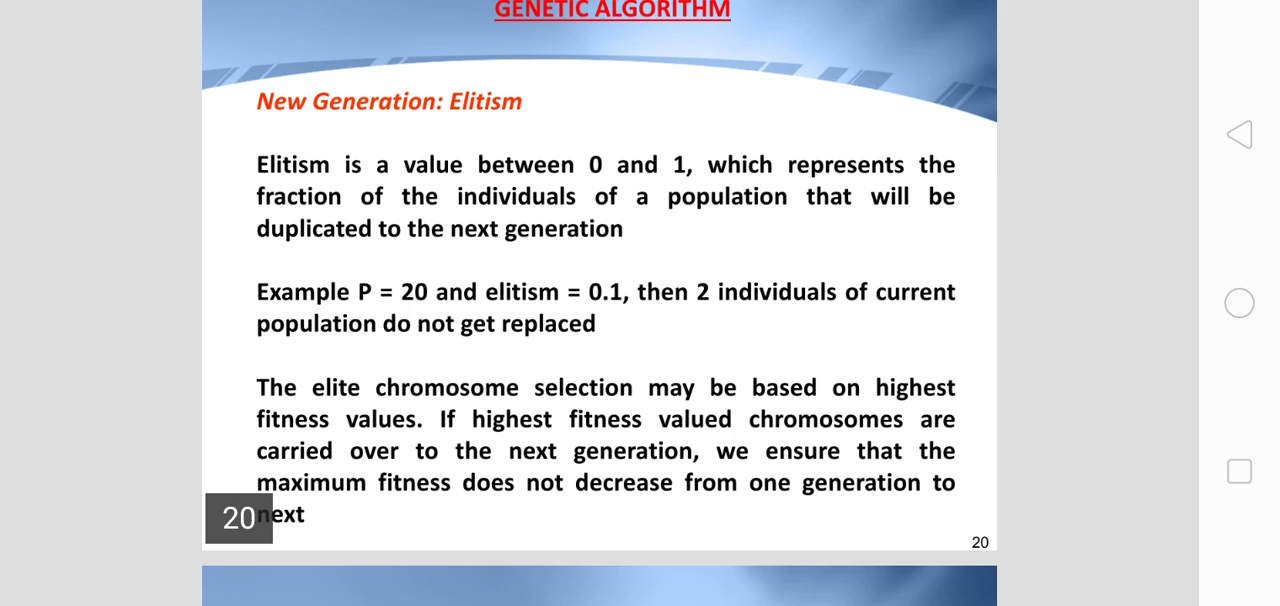 GENETIC ALGORITHM
New Generation: Elitism
Elitism is a value between 0 and 1, which represents the
fraction of the individuals of a population that will be
duplicated to the next generation
Example P = 20 and elitism = 0.1, then 2 individuals of current
population do not get replaced
The elite chromosome selection may be based on highest
fitness values. If highest fitness valued chromosomes are
carried over to the next generation, we ensure that the
maximum fitness does not decrease from one generation to
next
20
20